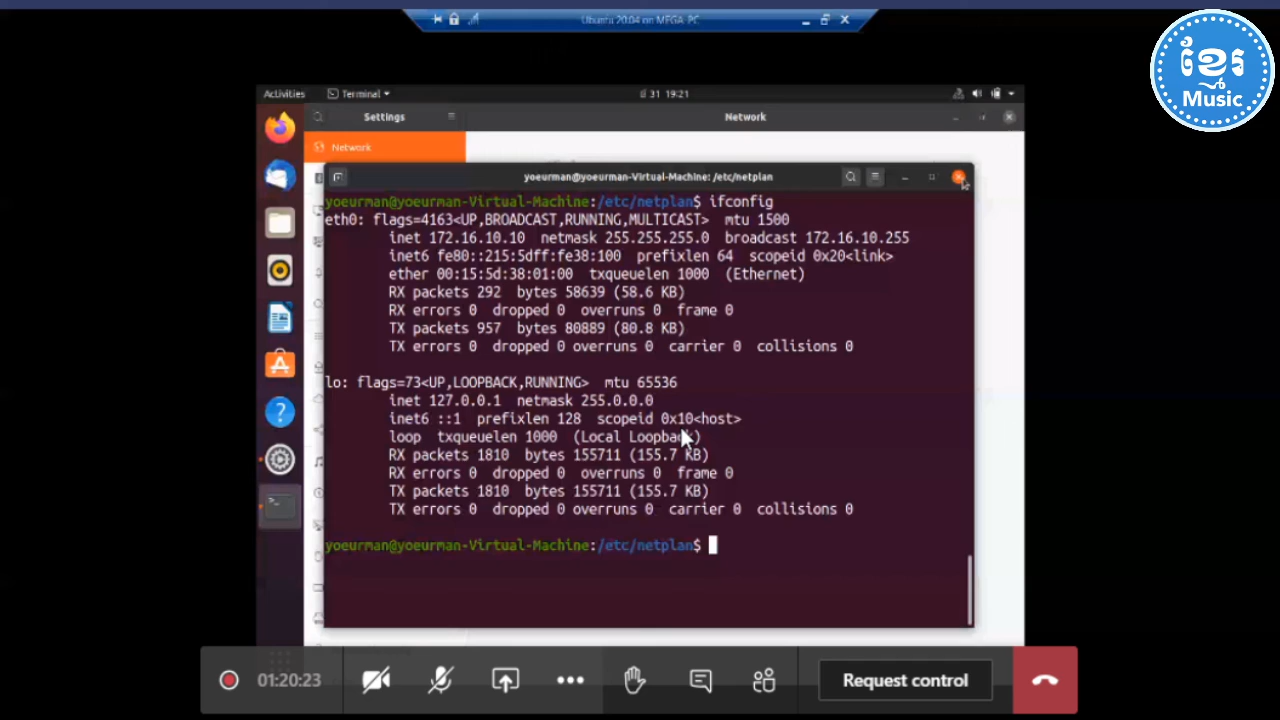 Ubuntu 20.04 on MEGA-PC
ខ្មែរ
Music
Activities
Terminal
31 19:21
Settings
Network
Network
yoeurman@yoeurman-Virtual-Machine: /etc/netplan
yoeurman@yoeurman-Virtual-Machine:/etc/netplan$ ifconfig
eth0: flags=4163<UP,BROADCAST,RUNNING,MULTICAST>  mtu 1500
inet 172.16.10.10  netmask 255.255.255.0  broadcast 172.16.10.255
inet6 fe80::215:5dff:fe38:100  prefixlen 64  scopeid 0x20<link>
ether 00:15:5d:38:01:00  txqueuelen 1000  (Ethernet)
RX packets 292  bytes 58639 (58.6 KB)
RX errors 0  dropped 0  overruns 0  frame 0
TX packets 957  bytes 80889 (80.8 KB)
TX errors 0  dropped 0 overruns 0  carrier 0  collisions 0
lo: flags=73<UP,LOOPBACK,RUNNING>  mtu 65536
inet 127.0.0.1  netmask 255.0.0.0
inet6 ::1  prefixlen 128  scopeid 0x10<host>
loop  txqueuelen 1000  (Local Loopback)
RX packets 1810  bytes 155711 (155.7 KB)
RX errors 0  dropped 0  overruns 0  frame 0
TX packets 1810  bytes 155711 (155.7 KB)
TX errors 0  dropped 0 overruns 0  carrier 0  collisions 0
yoeurman@yoeurman-Virtual-Machine:/etc/netplan$
01:20:23
Request control